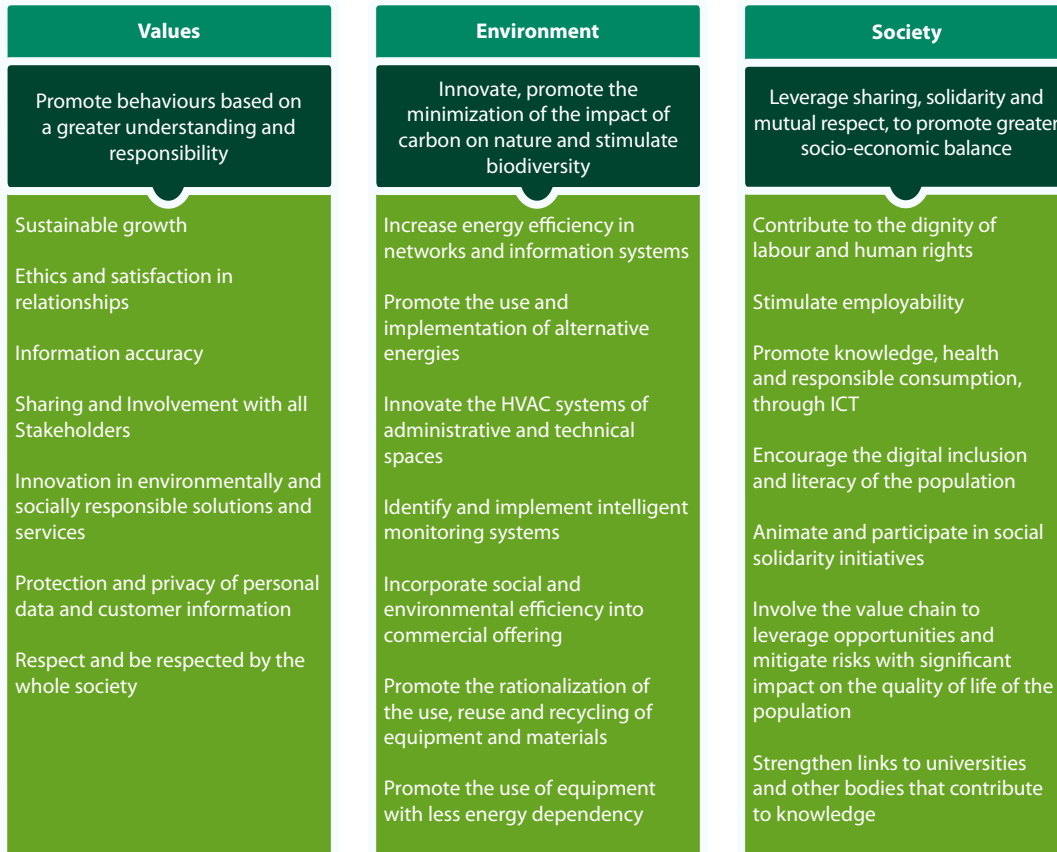 Values
Promote behaviours based on
a greater understanding and
responsibility
Sustainable growth
Ethics and satisfaction in
relationships
Information accuracy
Sharing and Involvement with all
Stakeholders
Innovation in environmentally and
socially responsible solutions and
services
Protection and privacy of personal
data and customer information
Respect and be respected by the
whole society
Environment
Innovate, promote the
minimization of the impact of
carbon on nature and stimulate
biodiversity
Increase energy efficiency in
networks and information systems
Promote the use and
implementation of alternative
energies
Innovate the HVAC systems of
administrative and technical
spaces
Identify and implement intelligent
monitoring systems
Incorporate social and
environmental efficiency into
commercial offering
Promote the rationalization of
the use, reuse and recycling of
equipment and materials
Promote the use of equipment
with less energy dependency
Society
Leverage sharing, solidarity and
mutual respect, to promote greater
socio-economic balance
Contribute to the dignity of
labour and human rights
Stimulate employability
Promote knowledge, health
and responsible consumption,
through ICT
Encourage the digital inclusion
and literacy of the population
Animate and participate in social
solidarity initiatives
Involve the value chain to
leverage opportunities and
mitigate risks with significant
impact on the quality of life of the
population
Strengthen links to universities
and other bodies that contribute
to knowledge